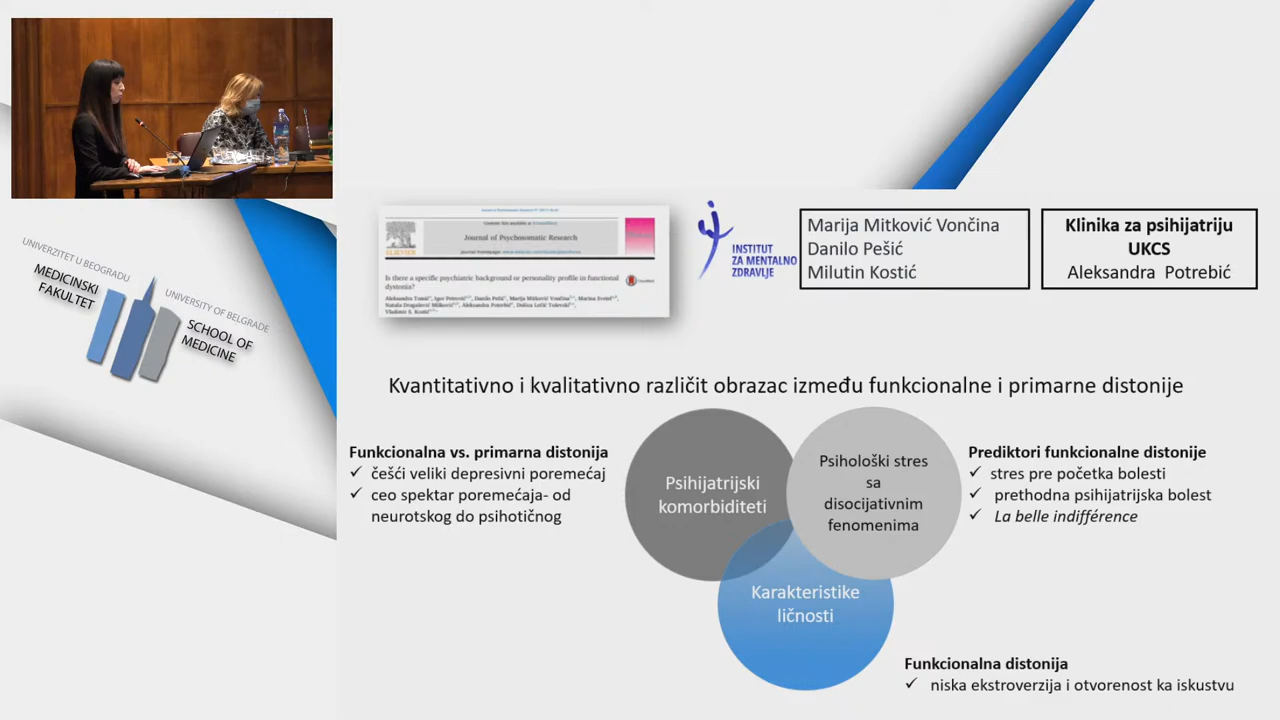 UNIVERZITET U BEOGRADU
MEDICINSKI
FAKULTET
UNIVERSITY OF BELGRADE
SCHOOL OF
MEDICINE
ELSEVIER
Journal of Psychosomatic Research
Is there a specific psychiatric background or personality profile in functional
dystonia?
INSTITUT
ZA MENTALNO
ZDRAVLJE
Marija Mitković Vončina
Danilo Pešić
Milutin Kostić
Klinika za psihijatriju
UKCS
Aleksandra Potrebić
Kvantitativno i kvalitativno različit obrazac između funkcionalne i primarne distonije
Funkcionalna vs. primarna distonija
✓ češći veliki depresivni poremećaj
✓ ceo spektar poremećaja- od
neurotskog do psihotičnog
Psihijatrijski
komorbiditeti
Psihološki stres
sa
disocijativnim
fenomenima
Karakteristike
ličnosti
Prediktori funkcionalne distonije
✓ stres pre početka bolesti
✓ prethodna psihijatrijska bolest
✓ La belle indifférence
Funkcionalna distonija
✓ niska ekstroverzija i otvorenost ka iskustvu